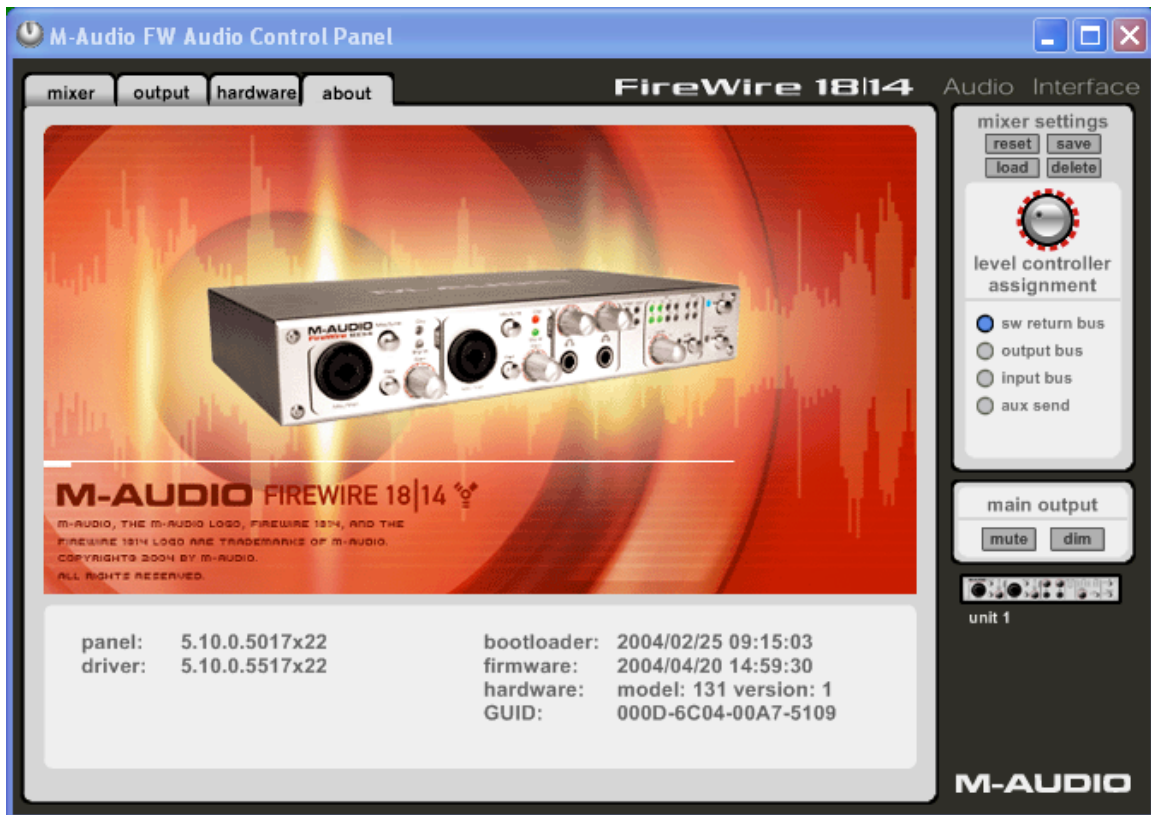 M-Audio FW Audio Control Panel
mixer output hardware about
FireWire 18|14 Audio Interface
mixer settings
reset save
load delete
level controller
assignment
sw return bus
output bus
input bus
aux send
main output
mute dim
unit 1
M-AUDIO
M-AUDIO
M-AUDIO FIREWIRE 18|14
M-AUDIO, THE M-AUDIO LOGO, FIREWIRE 1814, AND THE
FIREWIRE 1814 LOGO ARE TRADEMARKS OF M-AUDIO.
COPYRIGHTS 2004 BY M-AUDIO.
ALL RIGHTS RESERVED.
panel: 5.10.0.5017x22
driver: 5.10.0.5517x22
bootloader: 2004/02/25 09:15:03
firmware: 2004/04/20 14:59:30
hardware: model: 131 version: 1
GUID: 000D-6C04-00A7-5109
M-AUDIO